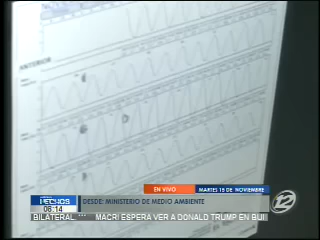 ANTERIOR
EN VIVO
MARTES 15 DE NOVIEMBRE
HECHOS
06:14
DESDE: MINISTERIO DE MEDIO AMBIENTE
12
BILATERAL ••• MACRI ESPERA VER A DONALD TRUMP EN BUE